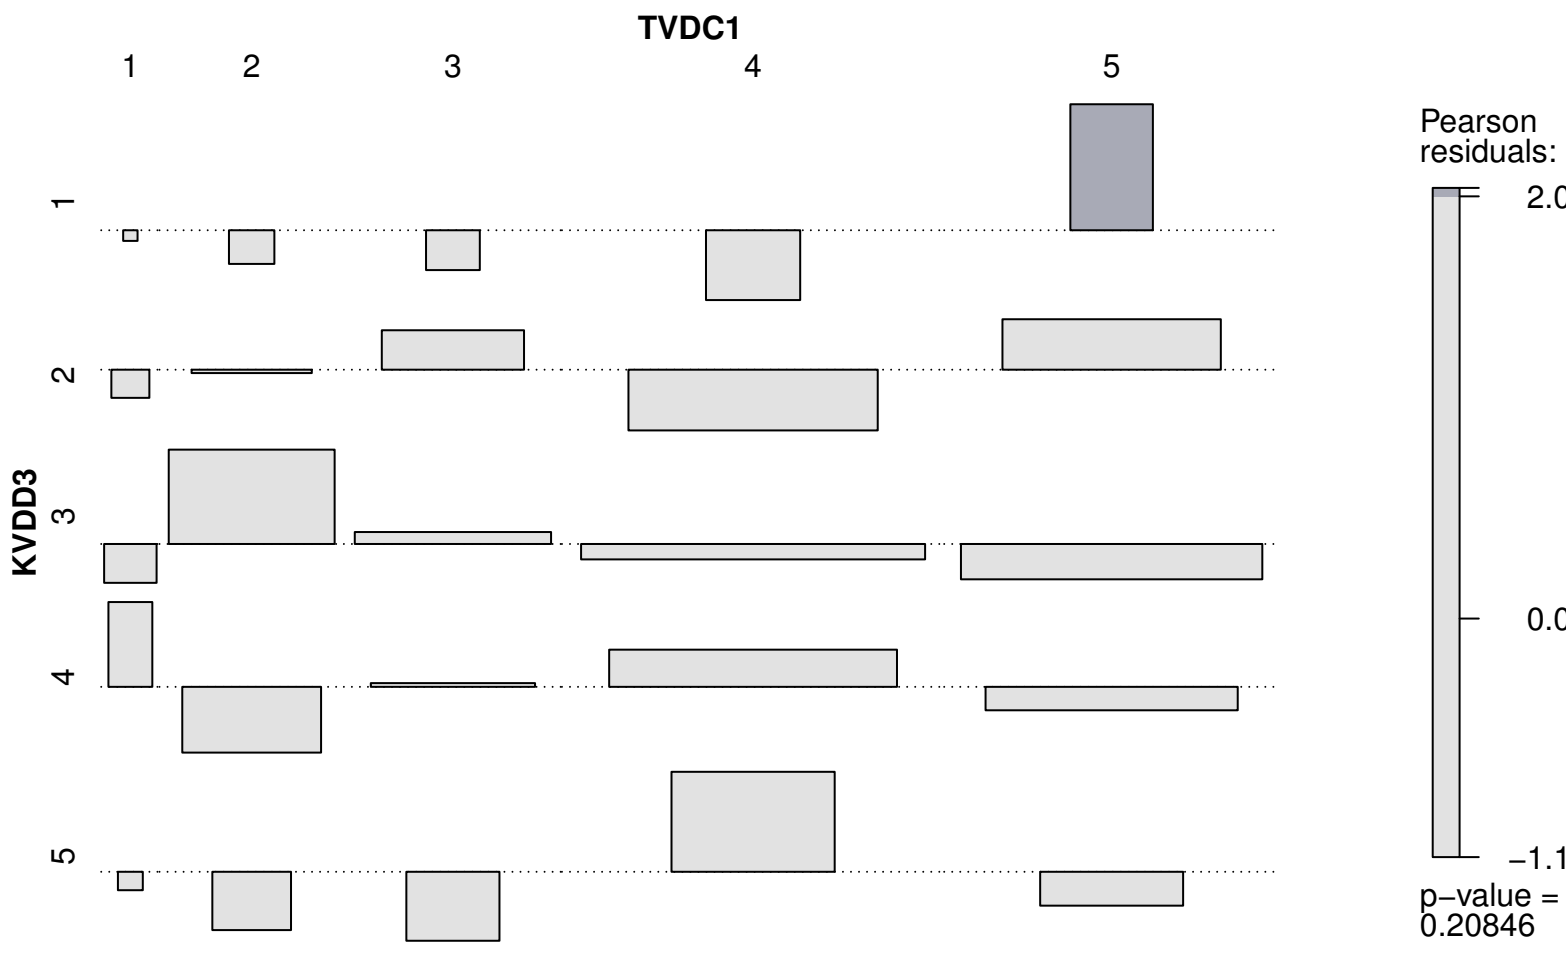 TVDC1
1 2 3 4 5
KVDD3
1
2
3
4
5
Pearson
residuals:
2.0
0.0
−1.1
p−value =
0.20846